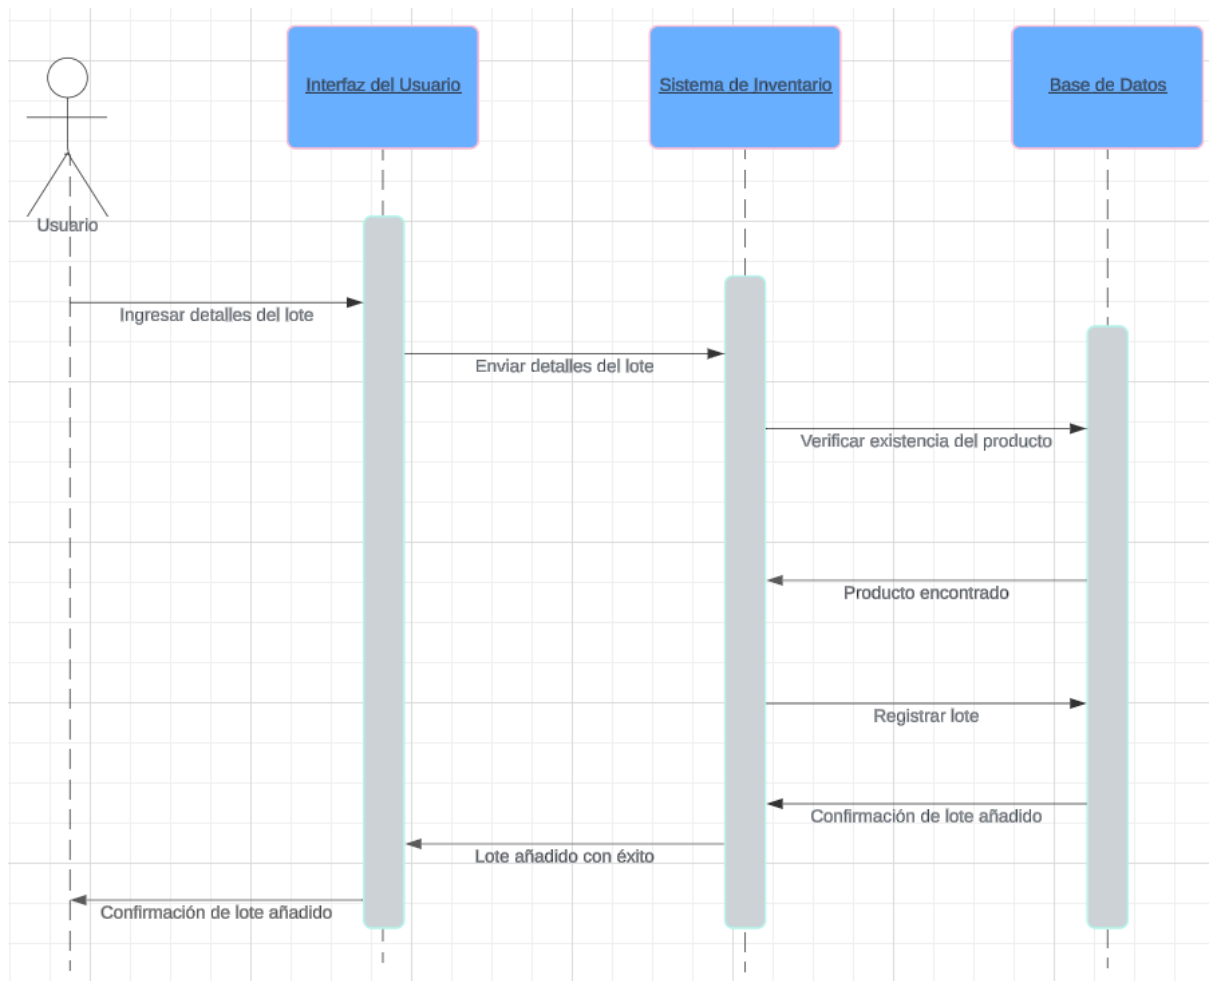 Interfaz del Usuario
Sistema de Inventario
Base de Datos
Usuario
Ingresar detalles del lote
Enviar detalles del lote
Verificar existencia del producto
Producto encontrado
Registrar lote
Confirmación de lote añadido
Lote añadido con éxito
Confirmación de lote añadido